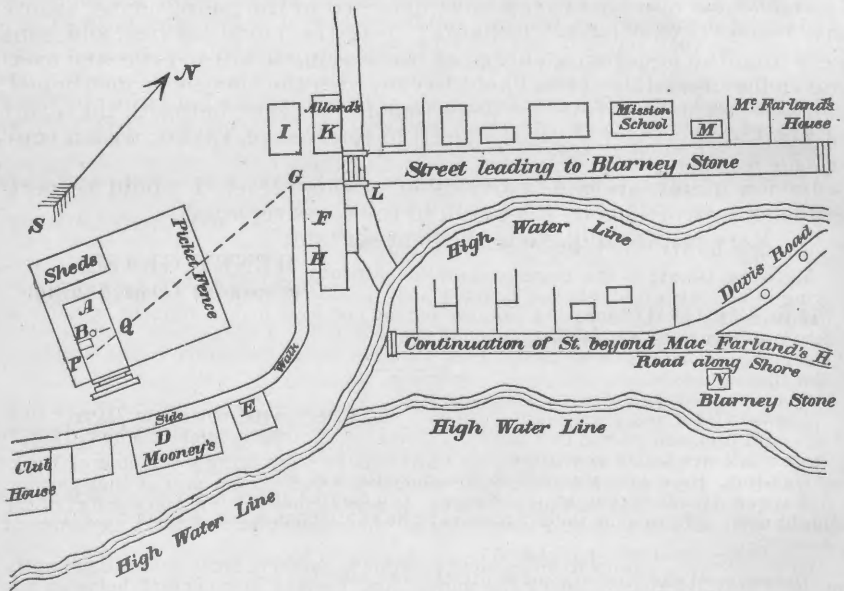 N
S
I
Allard's
K
Mission
School
M
Mc. Farland's
House
G
L
Street leading to Blarney Stone
F
H
High Water Line
Picket Fence
Sheds
A
B
Q
P
Davis Road
Continuation of St. beyond Mac Farland's H.
Road along Shore
N
Blarney Stone
Walk
Side
E
D
Mooney's
Club
House
High Water Line
High Water Line